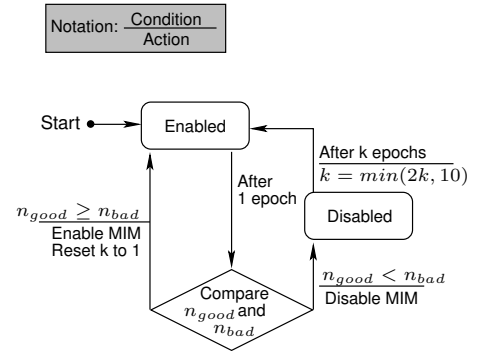 Notation: Condition
Action
Start
Enabled
After
1 epoch
After k epochs
k = min(2k, 10)
Disabled
n_good ≥ n_bad
Enable MIM
Reset k to 1
Compare
n_good and
n_bad
n_good < n_bad
Disable MIM